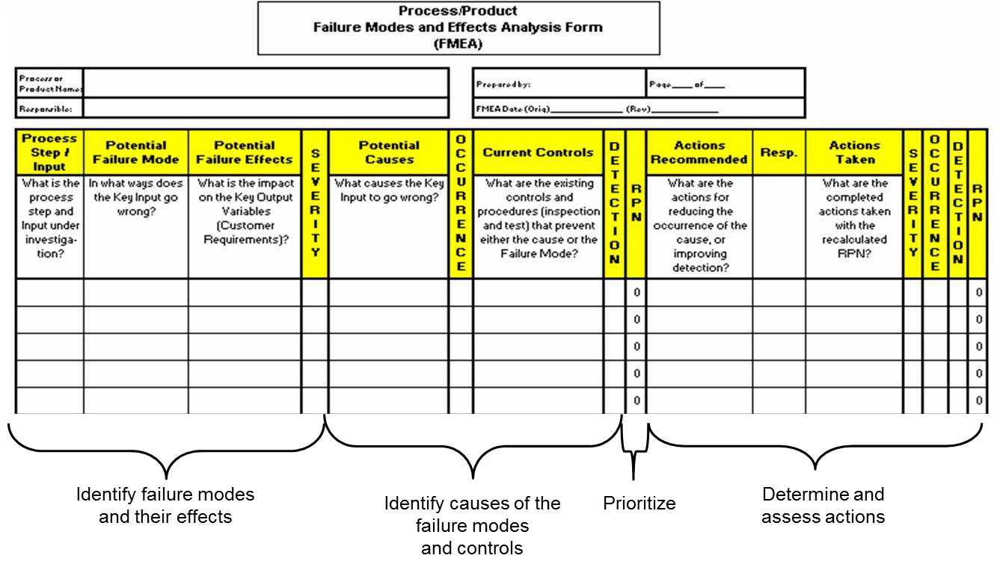 Process/Product
Failure Modes and Effects Analysis Form
(FMEA)
Process or
Product Name:
Responsible:
Prepared by:
Page____ of____
FMEA Date (Orig)______________ (Rev)_____________
Process
Step /
Input
Potential
Failure Mode
Potential
Failure Effects
SEVERITY
Potential
Causes
OCCURRENCE
Current Controls
DETECTION
RPN
Actions
Recommended
Resp.
Actions
Taken
SEVERITY
OCCURRENCE
DETECTION
RPN
What is the
process
step and
Input under
investiga-
tion?
In what ways does
the Key Input go
wrong?
What is the impact
on the Key Output
Variables
(Customer
Requirements)?
What causes the Key
Input to go wrong?
What are the existing
controls and
procedures (inspection
and test) that prevent
either the cause or the
Failure Mode?
What are the
actions for
reducing the
occurrence of the
cause, or
improving
detection?
What are the
completed
actions taken
with the
recalculated
RPN?
0 0
0 0
0 0
0 0
0 0
Identify failure modes
and their effects
Identify causes of the
failure modes
and controls
Prioritize
Determine and
assess actions